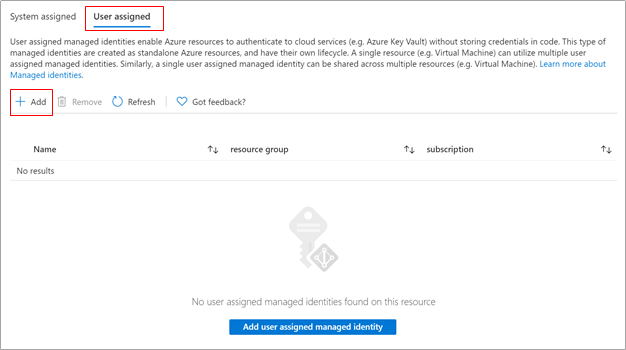 System assigned User assigned
User assigned managed identities enable Azure resources to authenticate to cloud services (e.g. Azure Key Vault) without storing credentials in code. This type of
managed identities are created as standalone Azure resources, and have their own lifecycle. A single resource (e.g. Virtual Machine) can utilize multiple user
assigned managed identities. Similarly, a single user assigned managed identity can be shared across multiple resources (e.g. Virtual Machine). Learn more about
Managed identities.
Add Remove Refresh Got feedback?
Name resource group subscription
No results
No user assigned managed identities found on this resource
Add user assigned managed identity